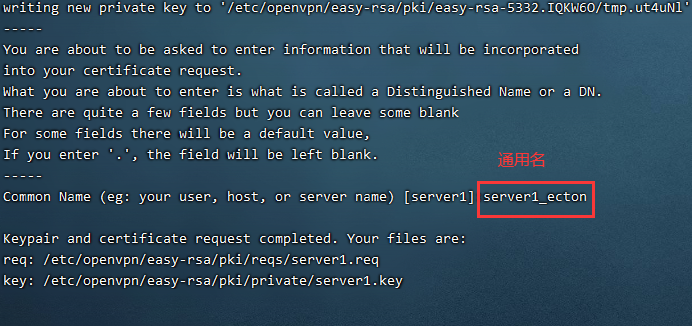 writing new private key to '/etc/openvpn/easy-rsa/pki/easy-rsa-5332.IQKW6O/tmp.ut4uNl'
-----
You are about to be asked to enter information that will be incorporated
into your certificate request.
What you are about to enter is what is called a Distinguished Name or a DN.
There are quite a few fields but you can leave some blank
For some fields there will be a default value,
If you enter '.', the field will be left blank.
通用名
-----
Common Name (eg: your user, host, or server name) [server1] server1_ecton
Keypair and certificate request completed. Your files are:
req: /etc/openvpn/easy-rsa/pki/reqs/server1.req
key: /etc/openvpn/easy-rsa/pki/private/server1.key